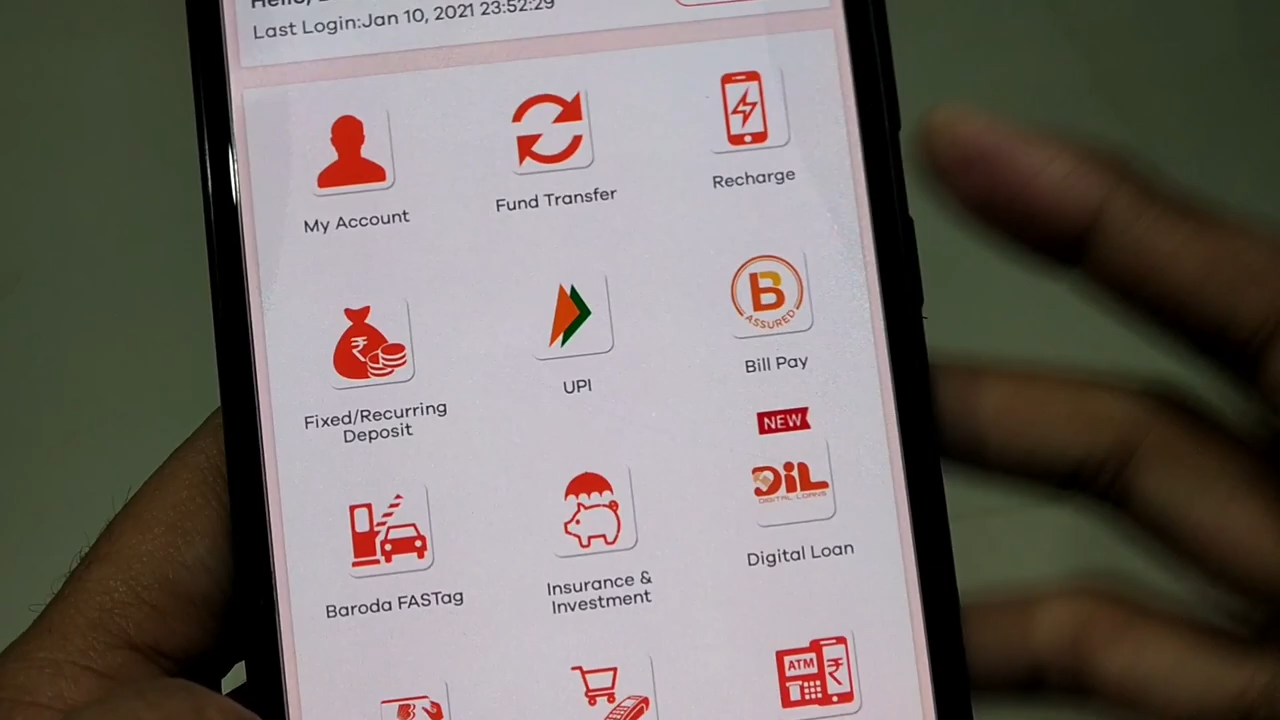 Hello,
Last Login:Jan 10, 2021 23:52:29
My Account
Fund Transfer
Recharge
Fixed/Recurring
Deposit
UPI
B
ASSURED
Bill Pay
NEW
DiL
DIGITAL LOANS
Baroda FASTag
Insurance &
Investment
Digital Loan
ATM
₹